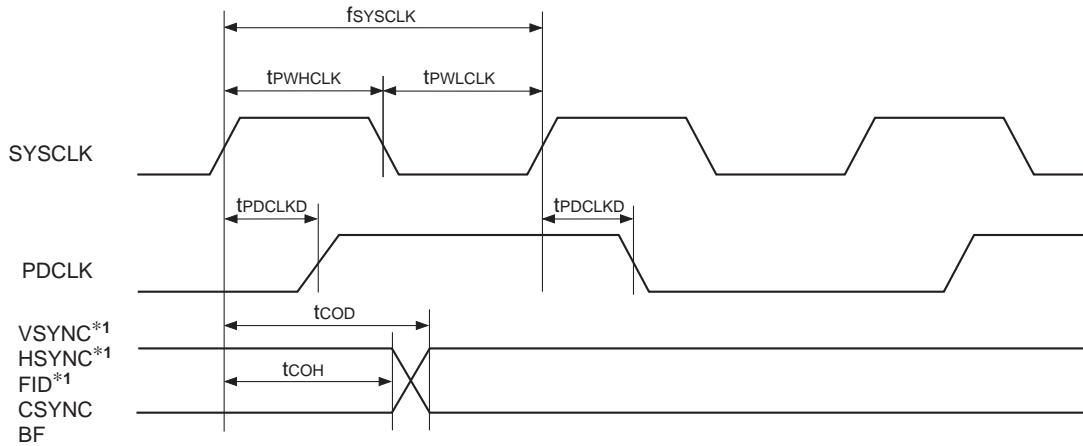 fSYSCLK
tPWHCLK
tPWLCLK
SYSCLK
tPDCLKD
tPDCLKD
PDCLK
tCOD
VSYNC*1
HSYNC*1
tCOH
FID*1
CSYNC
BF